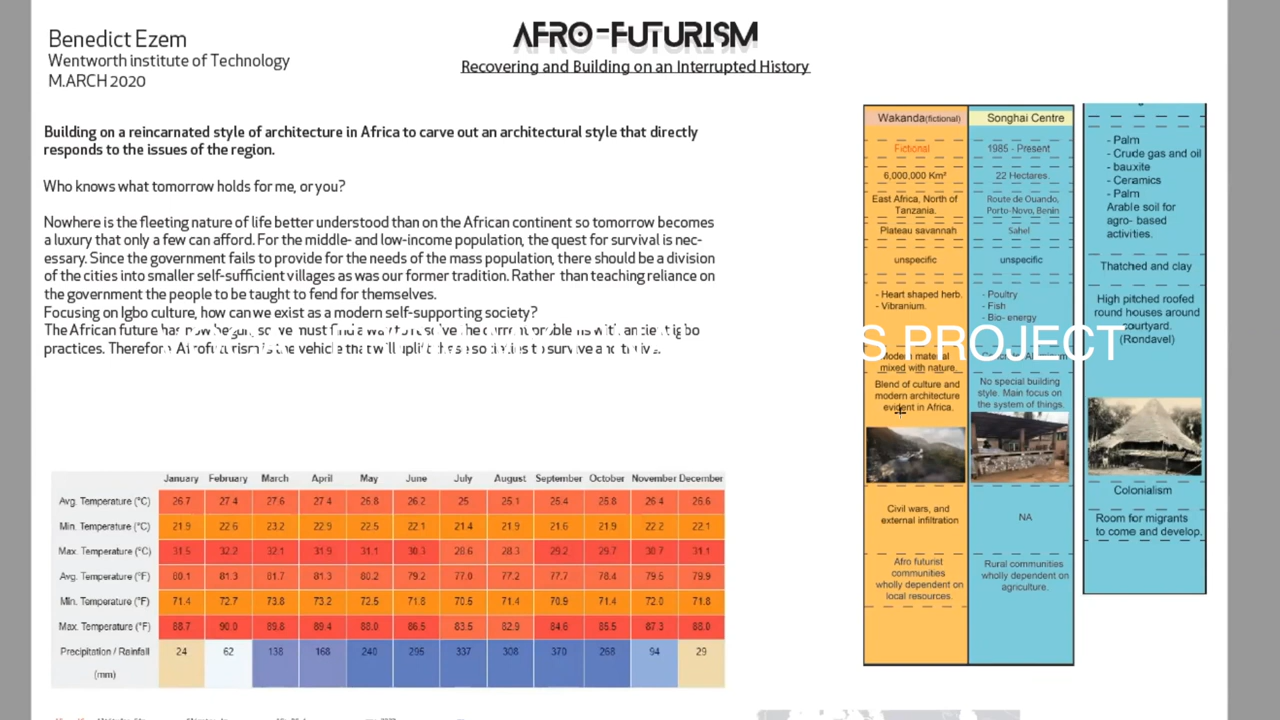 Benedict Ezem
Wentworth institute of Technology
M.ARCH 2020
AFRO-FUTURISM
Recovering and Building on an Interrupted History
Building on a reincarnated style of architecture in Africa to carve out an architectural style that directly
responds to the issues of the region.
Who knows what tomorrow holds for me, or you?
Nowhere is the fleeting nature of life better understood than on the African continent so tomorrow becomes
a luxury that only a few can afford. For the middle- and low-income population, the quest for survival is nec-
essary. Since the government fails to provide for the needs of the mass population, there should be a division
of the cities into smaller self-sufficient villages as was our former tradition. Rather than teaching reliance on
the government the people to be taught to fend for themselves.
Focusing on Igbo culture, how can we exist as a modern self-supporting society?
The African future has now begun, so we must find a way to resolve the current problems with ancient igbo
practices. Therefore, Afrofuturism is the vehicle that will uplift these societies to survive and thrive.
S PROJECT
January February March April May June July August September October November December
Avg. Temperature (°C) 26.7 27.4 27.6 27.4 26.8 26.2 25 25.1 25.4 25.8 26.4 26.6
Min. Temperature (°C) 21.9 22.6 23.2 22.9 22.5 22.1 21.4 21.9 21.6 21.9 22.2 22.1
Max. Temperature (°C) 31.5 32.2 32.1 31.9 31.1 30.3 28.6 28.3 29.2 29.7 30.7 31.1
Avg. Temperature (°F) 80.1 81.3 81.7 81.3 80.2 79.2 77.0 77.2 77.7 78.4 79.5 79.9
Min. Temperature (°F) 71.4 72.7 73.8 73.2 72.5 71.8 70.5 71.4 70.9 71.4 72.0 71.8
Max. Temperature (°F) 88.7 90.0 89.8 89.4 88.0 86.5 83.5 82.9 84.6 85.5 87.3 88.0
Precipitation / Rainfall 24 62 138 168 240 295 337 308 370 268 94 29
(mm)
Wakanda(fictional)
Fictional
6,000,000 Km²
East Africa, North of
Tanzania.
Plateau savannah
unspecific
- Heart shaped herb.
- Vibranium.
Modern material
mixed with nature.
Blend of culture and
modern architecture
evident in Africa.
Civil wars, and
external infiltration
Afro futurist
communities
wholly dependent on
local resources.
Songhai Centre
1985 - Present
22 Hectares.
Route de Ouando,
Porto-Novo, Benin
Sahel
unspecific
- Poultry
- Fish
- Bio- energy
No special building
style. Main focus on
the system of things.
NA
Rural communities
wholly dependent on
agriculture.
- Palm
- Crude gas and oil
- bauxite
- Ceramics
- Palm
Arable soil for
agro- based
activities.
Thatched and clay
High pitched roofed
round houses around
courtyard.
(Rondavel)
Colonialism
Room for migrants
to come and develop.